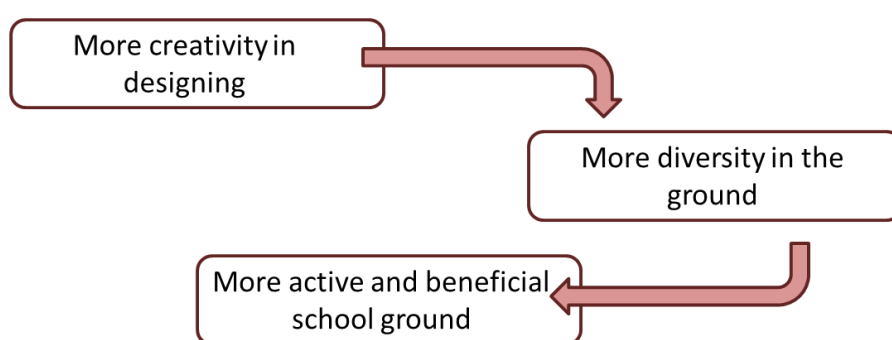 More creativity in
designing
More diversity in the
ground
More active and beneficial
school ground